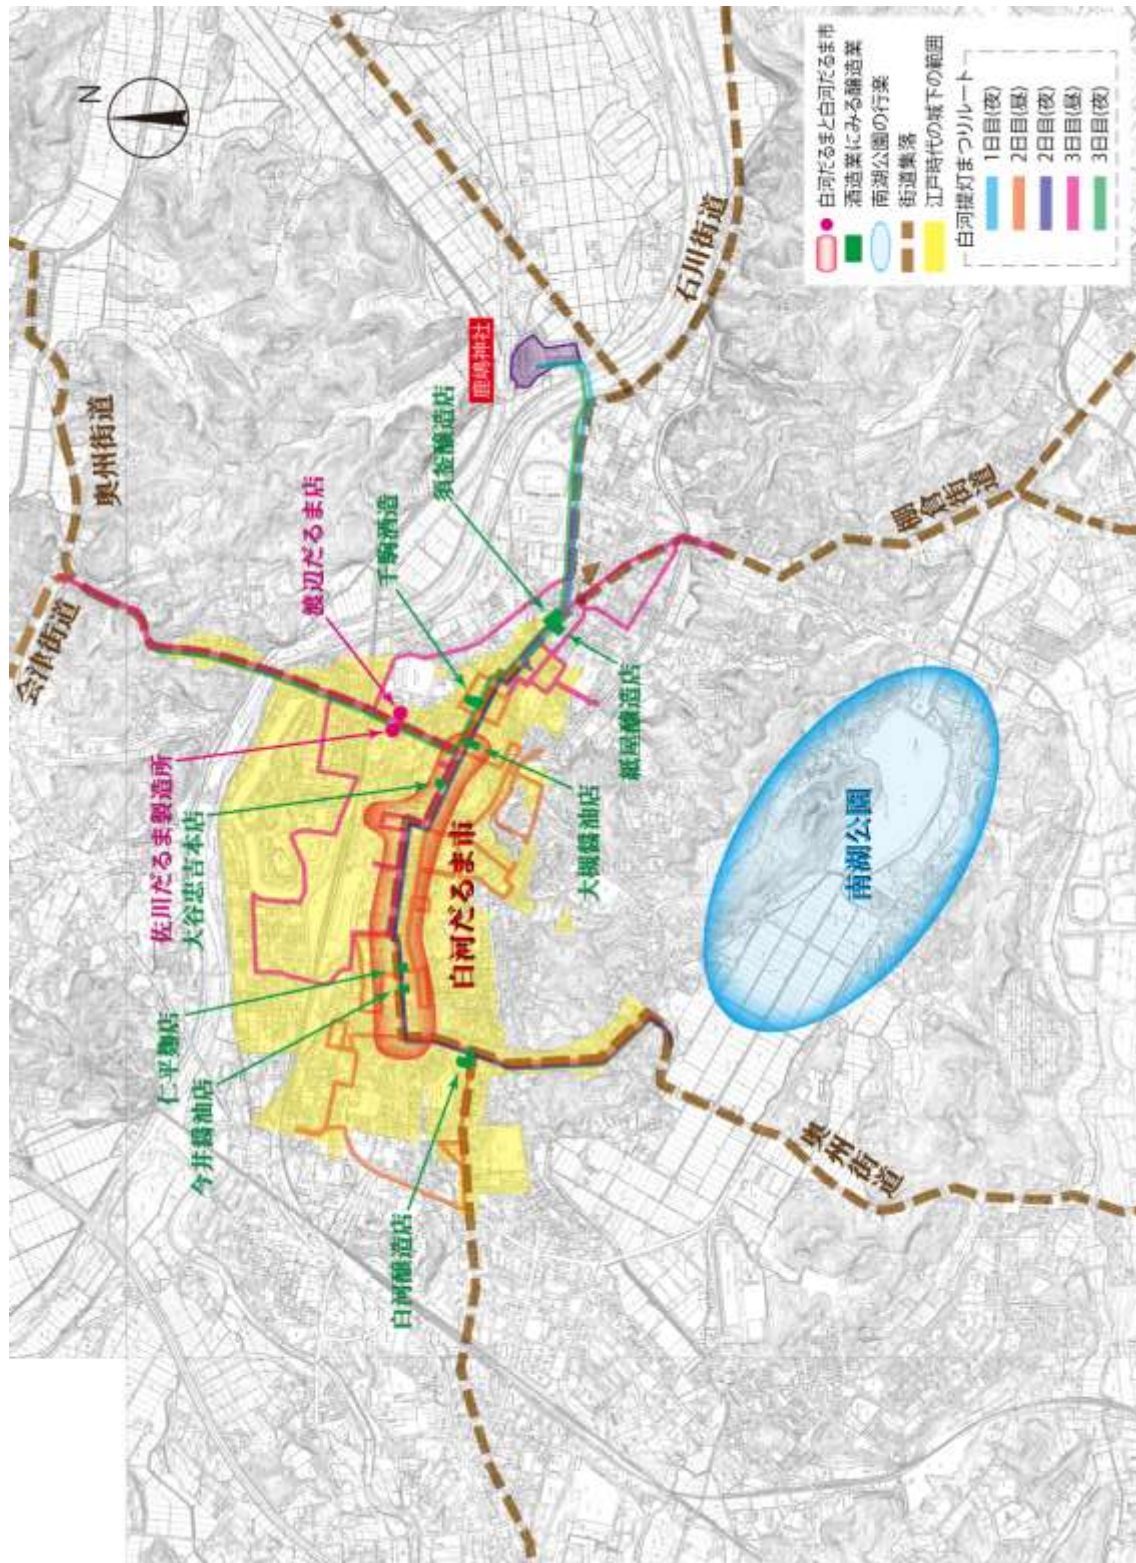 N
白河だるまと白河だるま市
酒造業にみる醸造業
南湖公園の行楽
街道集落
江戸時代の城下の範囲
白河提灯まつりルート
1日目(夜)
2日目(昼)
2日目(夜)
3日目(昼)
3日目(夜)
会津街道
奥州街道
石川街道
鹿嶋神社
棚倉街道
渡辺だるま店
千駒酒造
須釜醸造店
佐川だるま製造所
大谷忠吉本店
白河だるま市
大槻醤油店
紙屋醸造店
仁平麹店
今井醤油店
白河醸造店
南湖公園
奥州街道